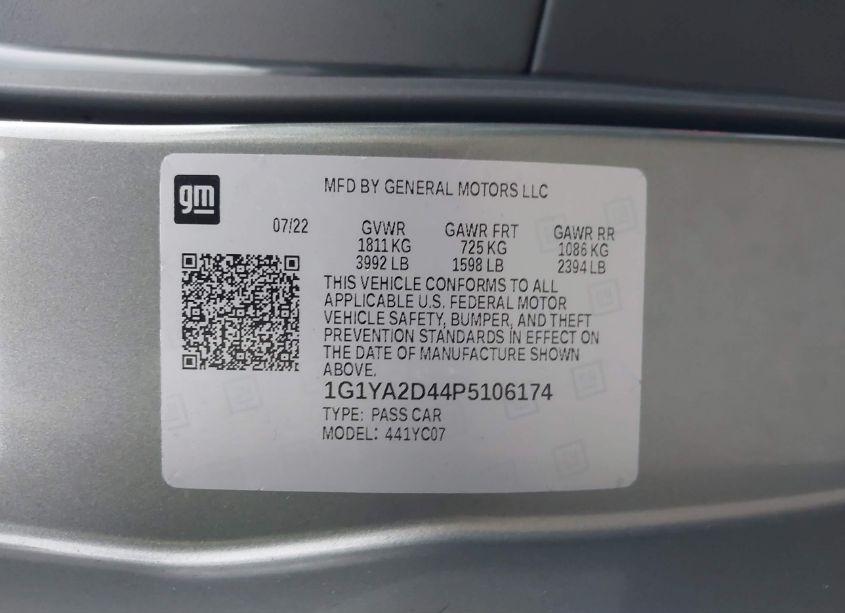 gm
MFD BY GENERAL MOTORS LLC
07/22 GVWR GAWR FRT GAWR RR
1811 KG 725 KG 1086 KG
3992 LB 1598 LB 2394 LB
THIS VEHICLE CONFORMS TO ALL
APPLICABLE U.S. FEDERAL MOTOR
VEHICLE SAFETY, BUMPER, AND THEFT
PREVENTION STANDARDS IN EFFECT ON
THE DATE OF MANUFACTURE SHOWN
ABOVE.
1G1YA2D44P5106174
TYPE: PASS CAR
MODEL: 441YC07